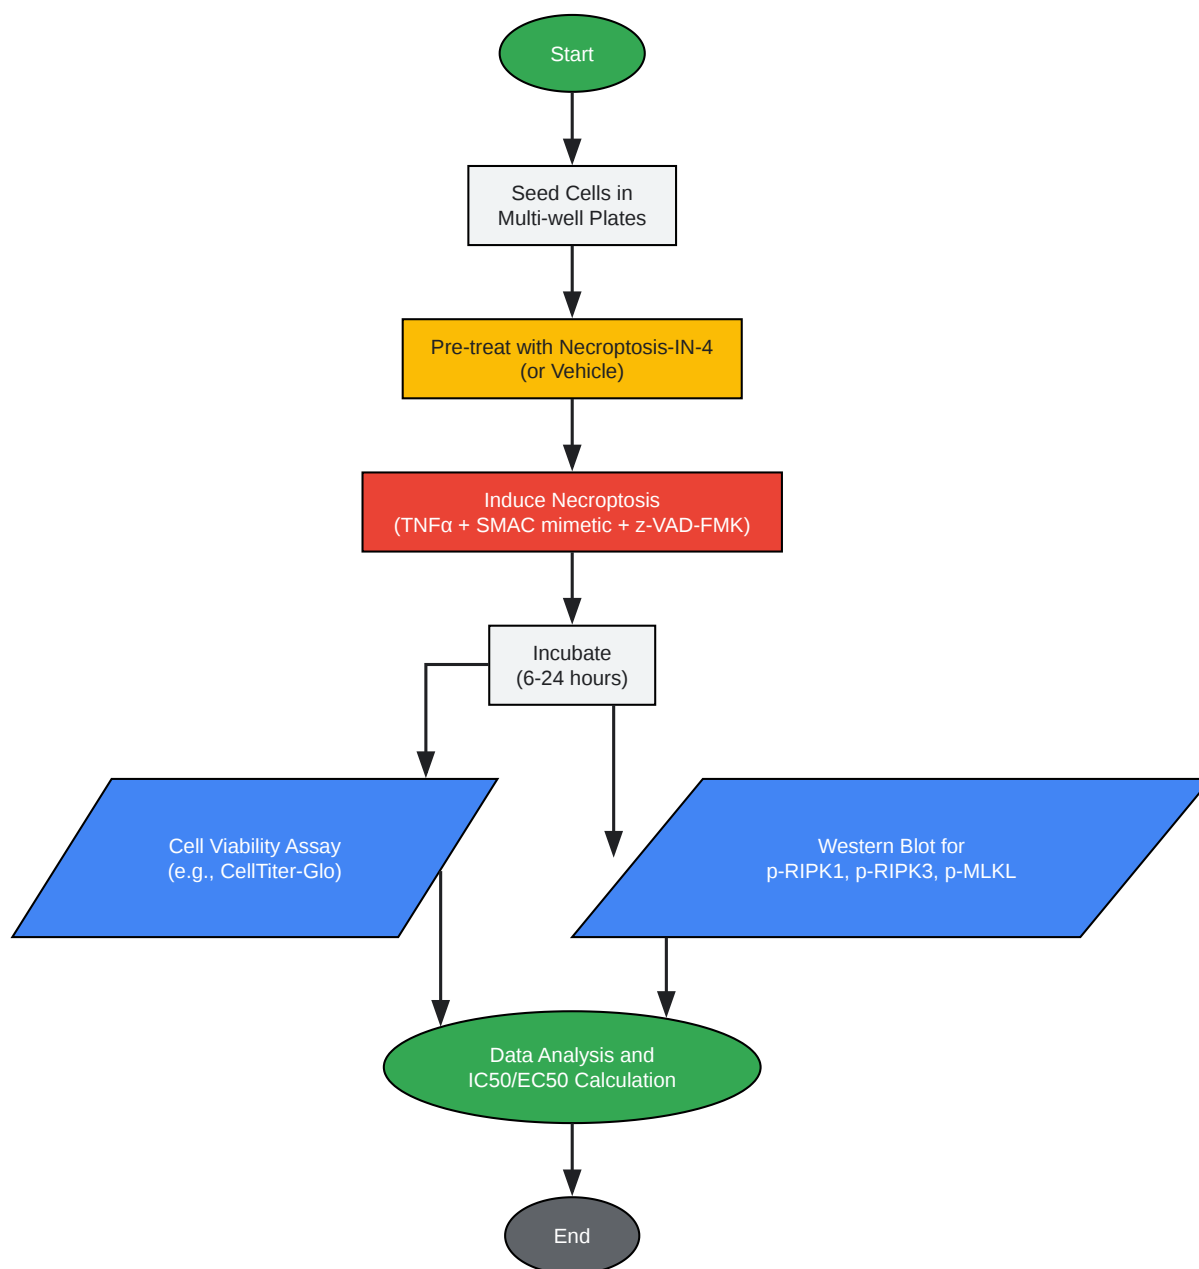 Start
Seed Cells in
Multi-well Plates
Pre-treat with Necroptosis-IN-4
(or Vehicle)
Induce Necroptosis
(TNFα + SMAC mimetic + z-VAD-FMK)
Incubate
(6-24 hours)
Cell Viability Assay
(e.g., CellTiter-Glo)
Western Blot for
p-RIPK1, p-RIPK3, p-MLKL
Data Analysis and
IC50/EC50 Calculation
End